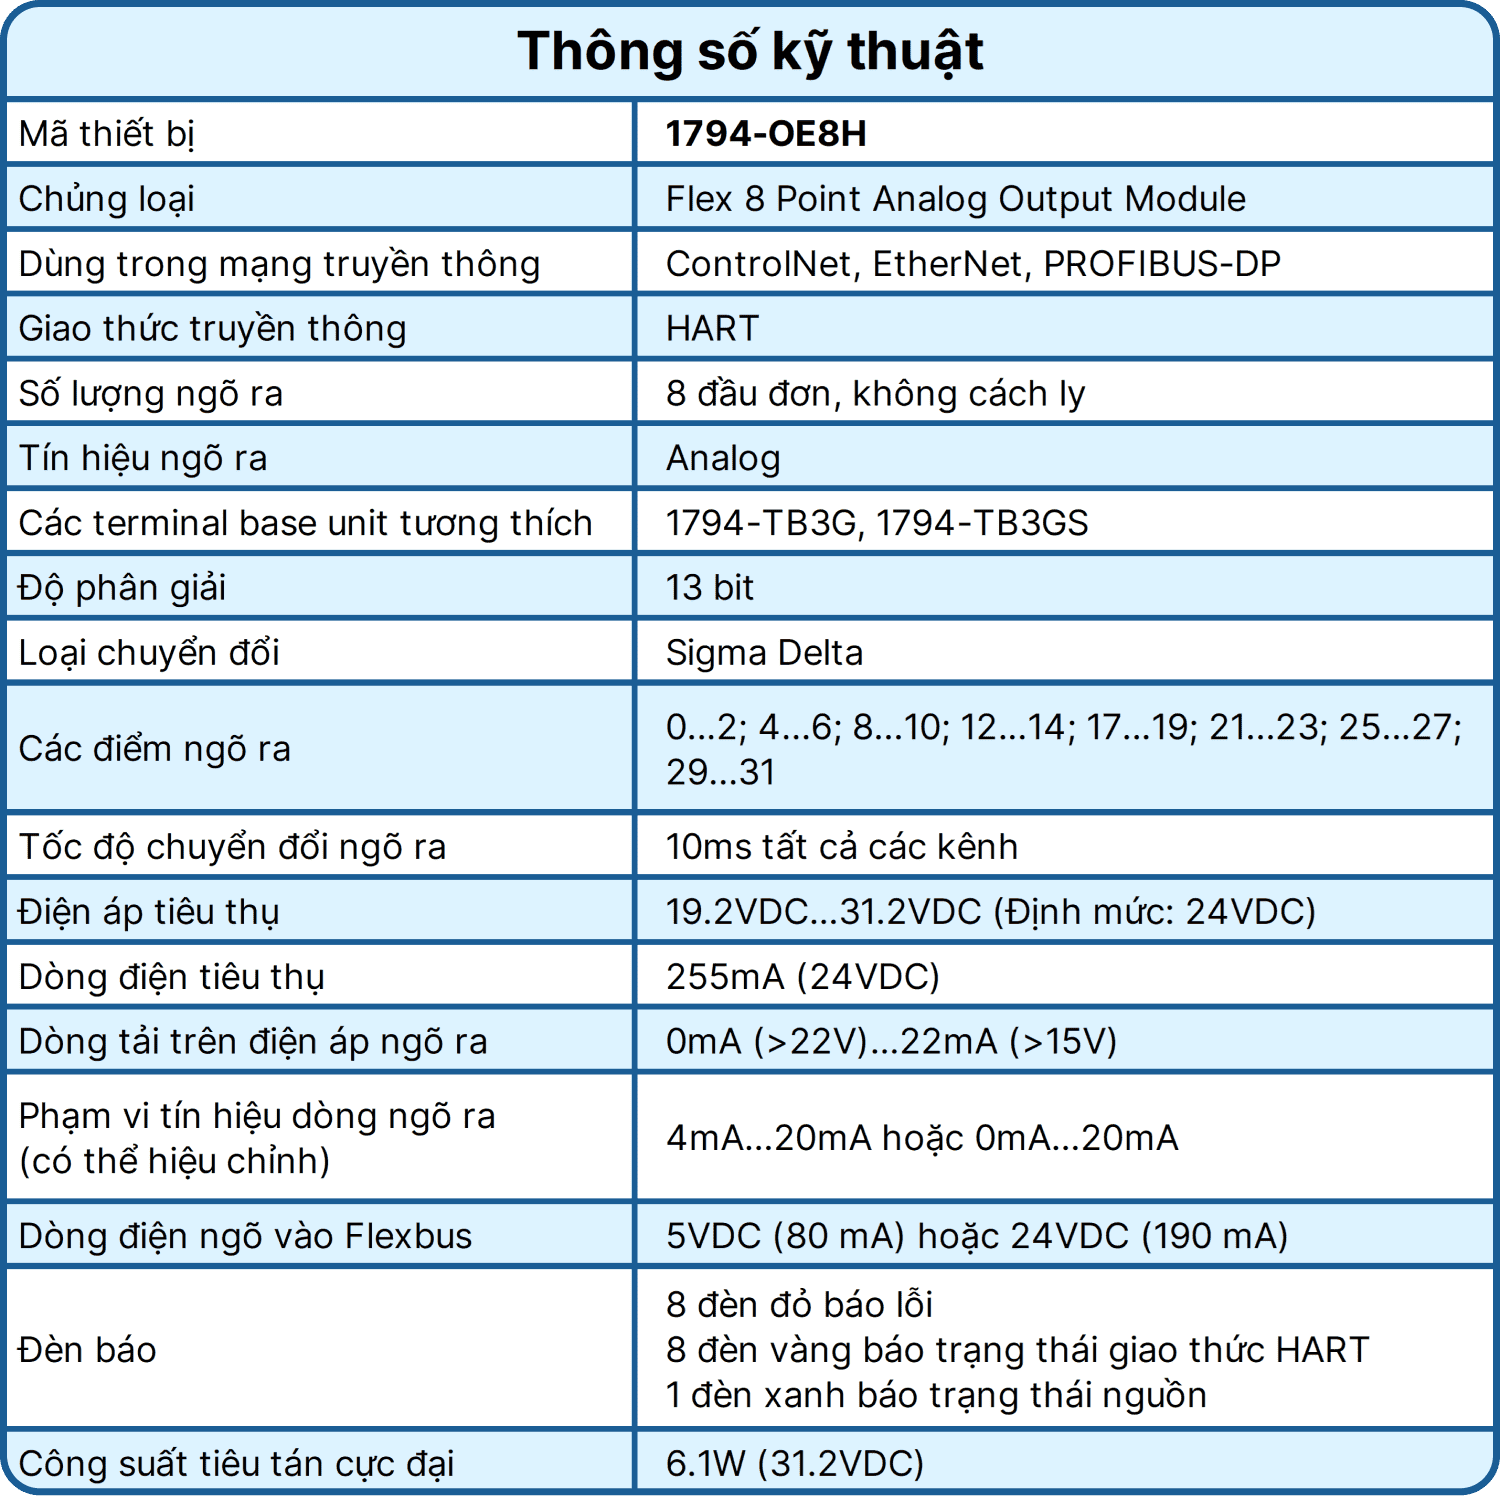 Thông số kỹ thuật
Mã thiết bị
1794-OE8H
Chủng loại
Flex 8 Point Analog Output Module
Dùng trong mạng truyền thông
ControlNet, EtherNet, PROFIBUS-DP
Giao thức truyền thông
HART
Số lượng ngõ ra
8 đầu đơn, không cách ly
Tín hiệu ngõ ra
Analog
Các terminal base unit tương thích
1794-TB3G, 1794-TB3GS
Độ phân giải
13 bit
Loại chuyển đổi
Sigma Delta
Các điểm ngõ ra
0...2; 4...6; 8...10; 12...14; 17...19; 21...23; 25...27;
29...31
Tốc độ chuyển đổi ngõ ra
10ms tất cả các kênh
Điện áp tiêu thụ
19.2VDC...31.2VDC (Định mức: 24VDC)
Dòng điện tiêu thụ
255mA (24VDC)
Dòng tải trên điện áp ngõ ra
0mA (>22V)...22mA (>15V)
Phạm vi tín hiệu dòng ngõ ra
(có thể hiệu chỉnh)
4mA...20mA hoặc 0mA...20mA
Dòng điện ngõ vào Flexbus
5VDC (80 mA) hoặc 24VDC (190 mA)
Đèn báo
8 đèn đỏ báo lỗi
8 đèn vàng báo trạng thái giao thức HART
1 đèn xanh báo trạng thái nguồn
Công suất tiêu tán cực đại
6.1W (31.2VDC)